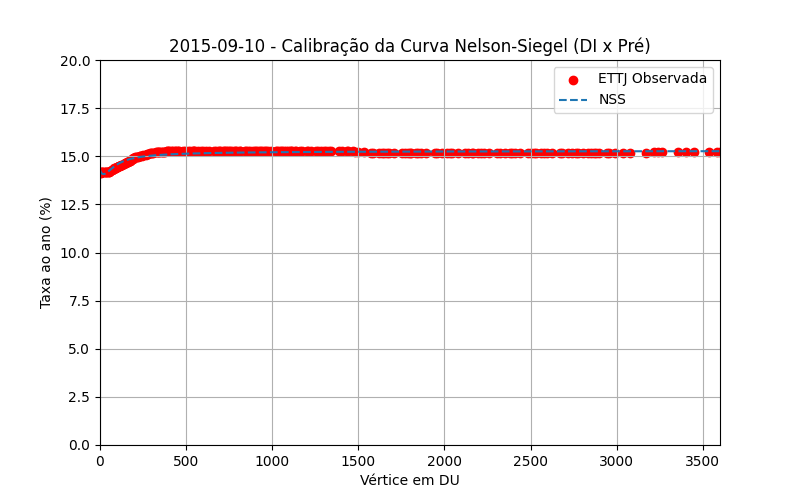 2015-09-10 - Calibração da Curva Nelson-Siegel (DI x Pré)
ETTJ Observada
NSS
Taxa ao ano (%)
20.0
17.5
15.0
12.5
10.0
7.5
5.0
2.5
0.0
0 500 1000 1500 2000 2500 3000 3500
Vértice em DU